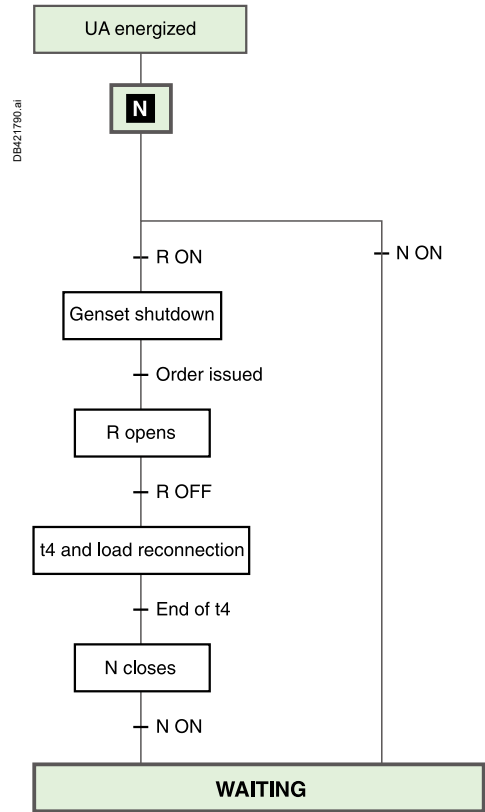 UA energized
DB421790.ai
N
R ON
N ON
Genset shutdown
Order issued
R opens
R OFF
t4 and load reconnection
End of t4
N closes
N ON
WAITING